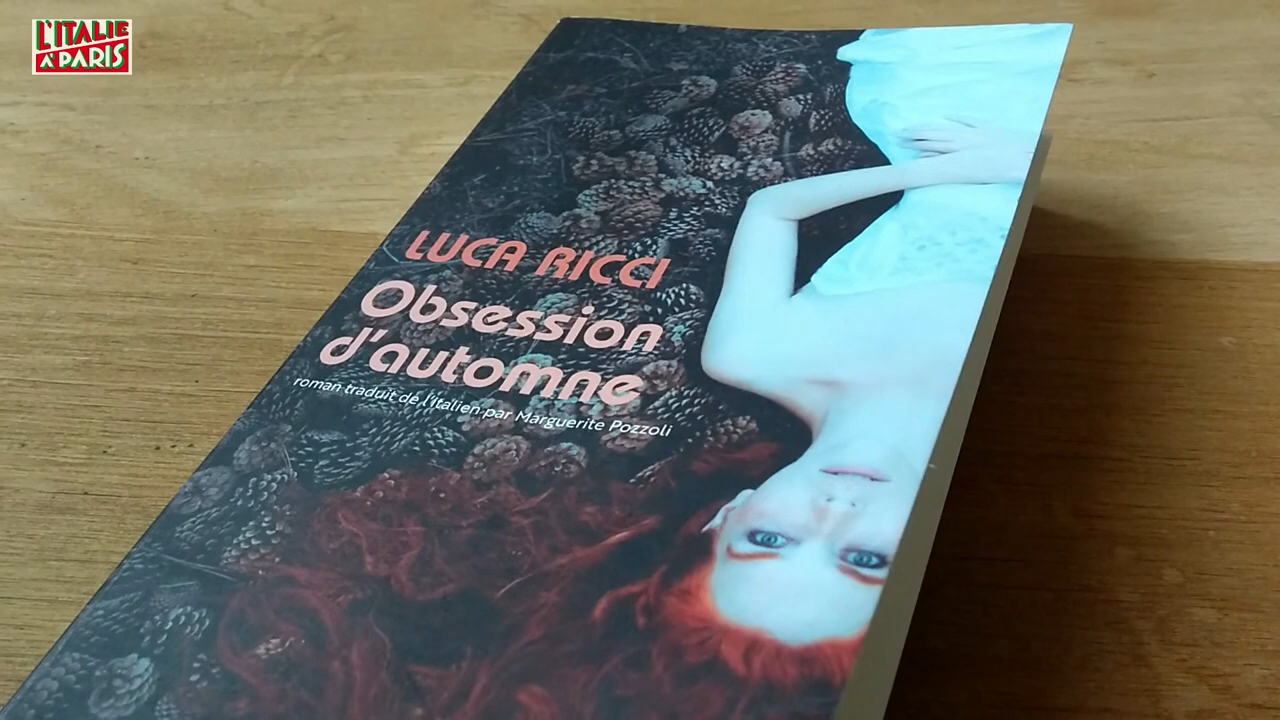 L'ITALIE
À PARIS
LUCA RICCI
Obsession
d'automne
roman traduit de l'italien par Marguerite Pozzoli